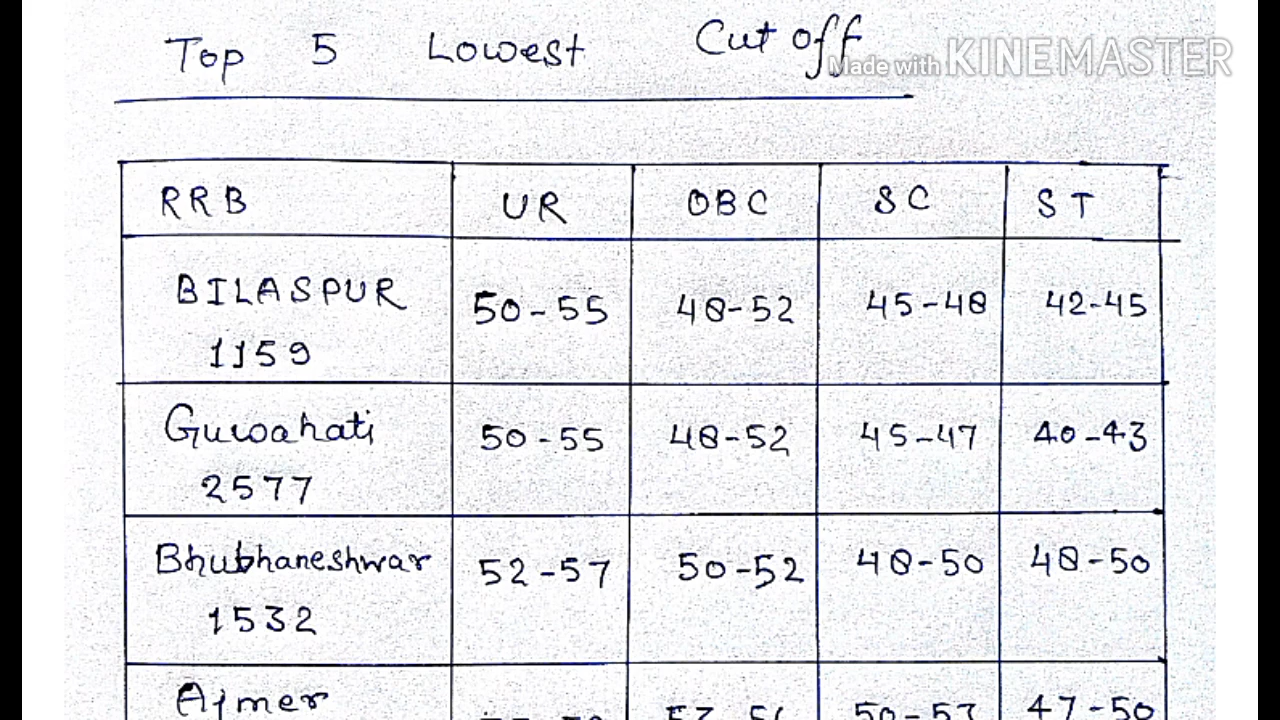 Top 5 Lowest Cut off
Made with KINEMASTER
RRB UR OBC SC ST
BILASPUR 50-55 48-52 45-48 42-45
1159
Guwahati 50-55 48-52 45-47 40-43
2577
Bhubhaneshwar 52-57 50-52 48-50 48-50
1532
Ajmer 47-50